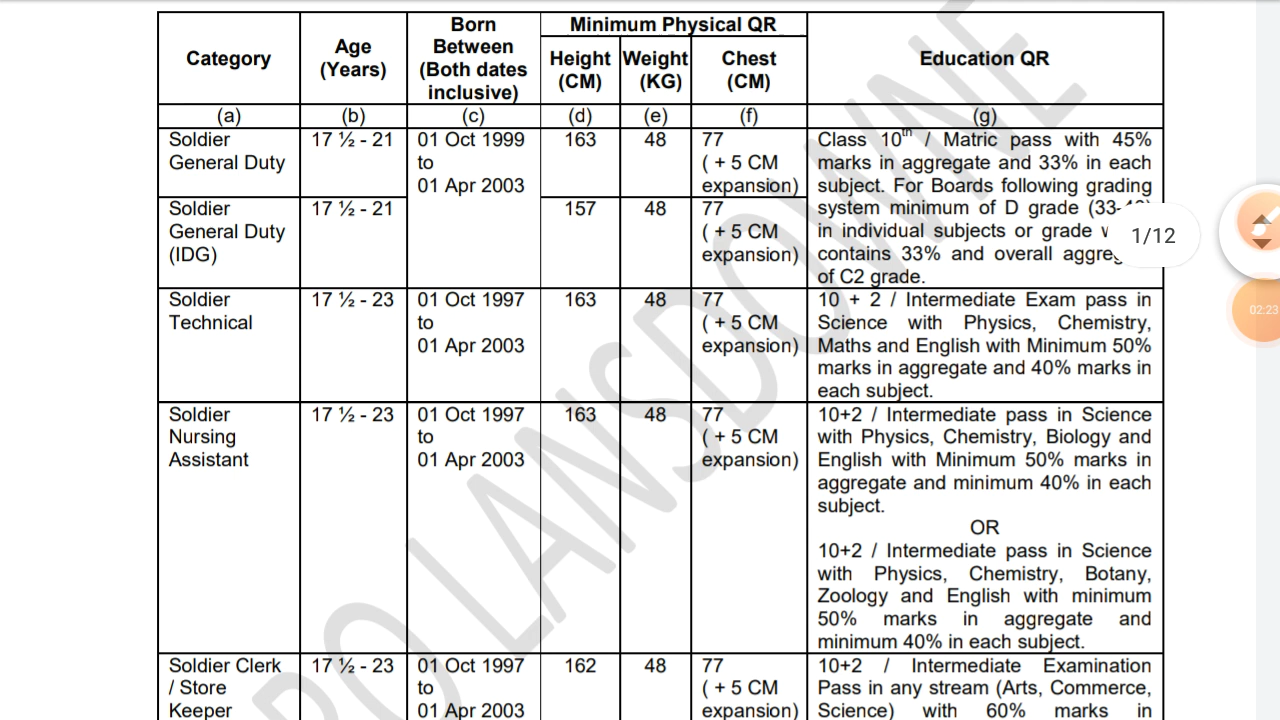 Category
Age
(Years)
Born
Between
(Both dates
inclusive)
Minimum Physical QR
Height
(CM)
Weight
(KG)
Chest
(CM)
Education QR
(a)
(b)
(c)
(d)
(e)
(f)
(g)
Soldier
General Duty
17 ½ - 21
01 Oct 1999
to
01 Apr 2003
163
48
77
( + 5 CM
expansion)
Class 10th / Matric pass with 45%
marks in aggregate and 33% in each
subject. For Boards following grading
system minimum of D grade (33-
in individual subjects or grade
contains 33% and overall
of C2 grade.
Soldier
General Duty
(IDG)
17 ½ - 21
157
48
77
( + 5 CM
expansion)
Soldier
Technical
17 ½ - 23
01 Oct 1997
to
01 Apr 2003
163
48
77
( + 5 CM
expansion)
10 + 2 / Intermediate Exam pass in
Science with Physics, Chemistry,
Maths and English with Minimum 50%
marks in aggregate and 40% marks in
each subject.
Soldier
Nursing
Assistant
17 ½ - 23
01 Oct 1997
to
01 Apr 2003
163
48
77
( + 5 CM
expansion)
10+2 / Intermediate pass in Science
with Physics, Chemistry, Biology and
English with Minimum 50% marks in
aggregate and minimum 40% in each
subject.
OR
10+2 / Intermediate pass in Science
with Physics, Chemistry, Botany,
Zoology and English with minimum
50% marks in aggregate and
minimum 40% in each subject.
Soldier Clerk
/ Store
Keeper
17 ½ - 23
01 Oct 1997
to
01 Apr 2003
162
48
77
( + 5 CM
expansion)
10+2 / Intermediate Examination
Pass in any stream (Arts, Commerce,
Science) with 60% marks in
RO LANSDOWNE
1/12
02:23